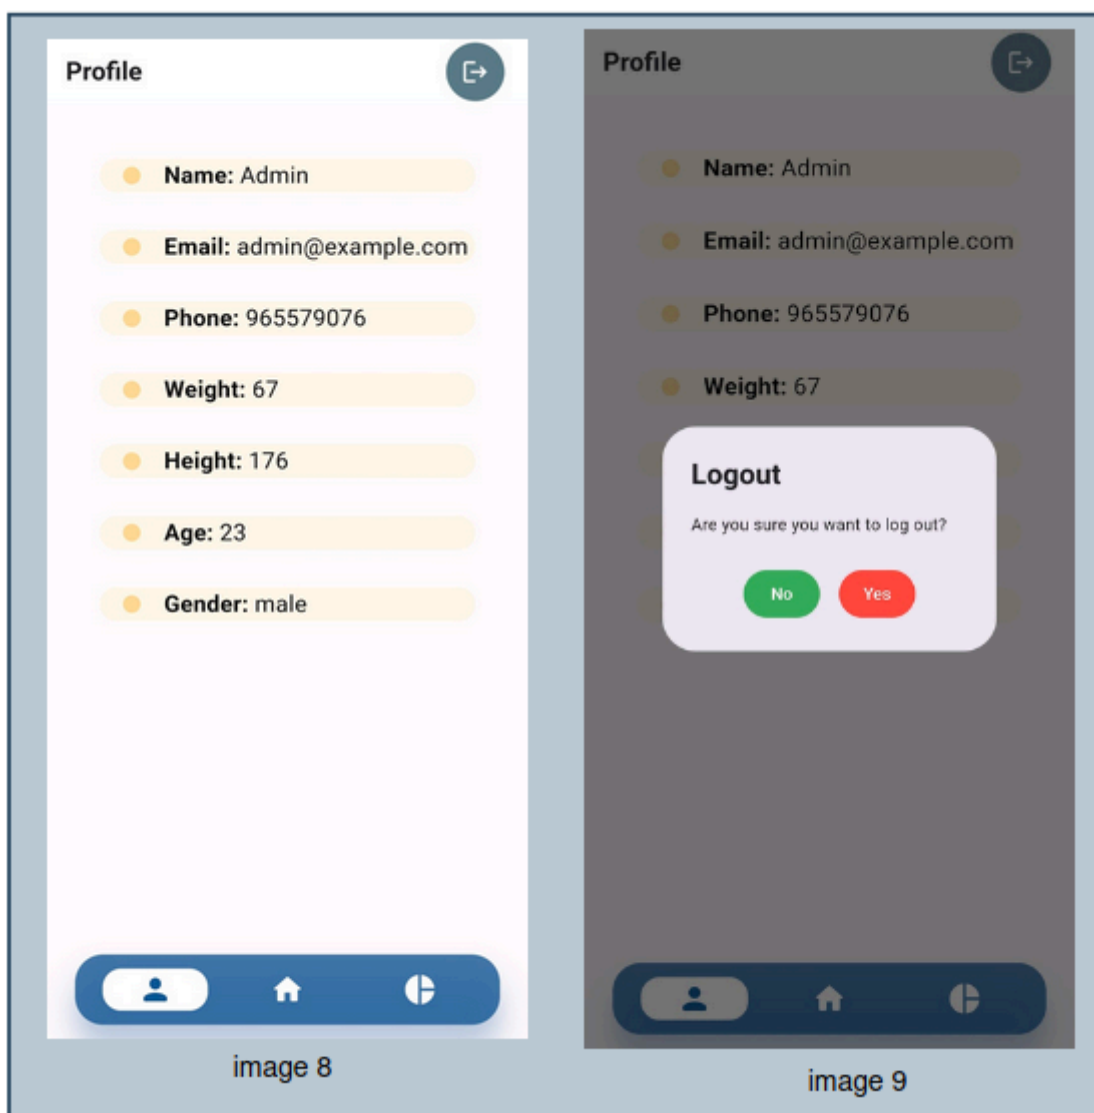 Profile
Name: Admin
Email: admin@example.com
Phone: 965579076
Weight: 67
Height: 176
Age: 23
Gender: male
image 8
Profile
Name: Admin
Email: admin@example.com
Phone: 965579076
Weight: 67
Logout
Are you sure you want to log out?
No Yes
image 9